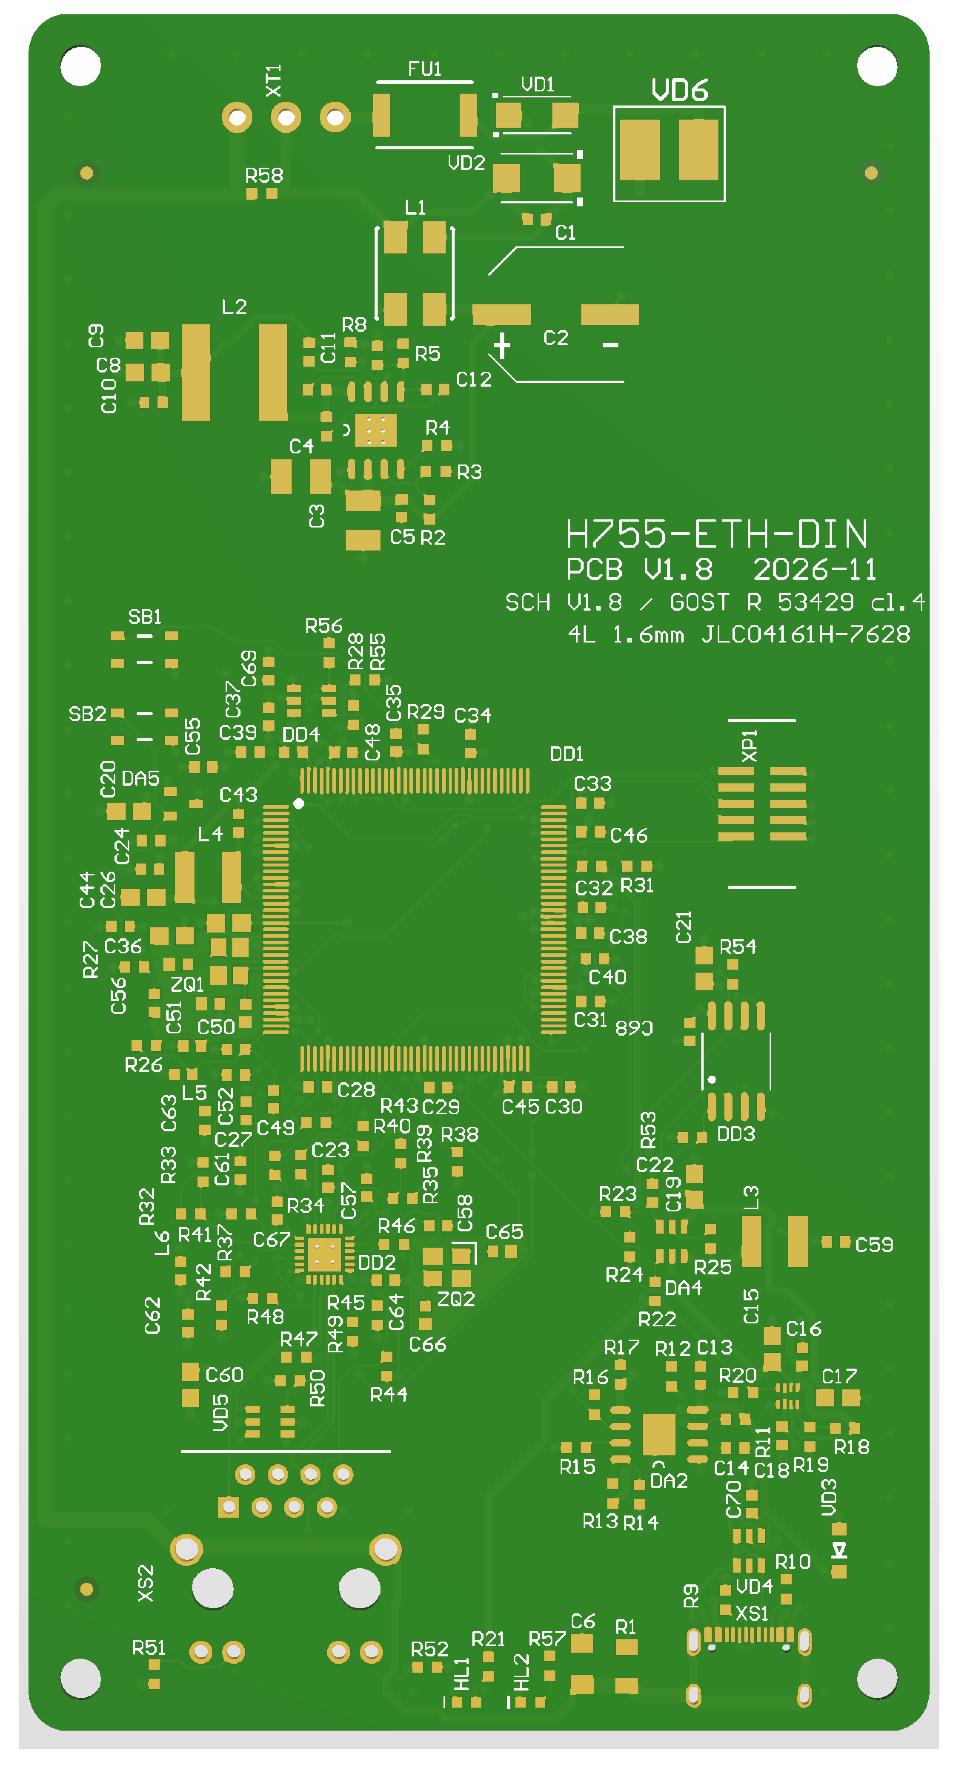 XT1
FU1
VD1
VD6
VD2
R58
L1
C1
L2
C9
C8
C10
C11
R8
R5
C2
C12
R4
C4
R3
C3
C5
R2
H755-ETH-DIN
PCB V1.8 2026-11
SCH V1.8 / GOST R 53429 cl.4
4L 1.6mm JLC04161H-7628
SB1
R56
C69
R28
R55
C37
C35
SB2
C55
C39
DD4
C48
R29
C34
DD1
XP1
C20
DA5
C43
C33
C24
L4
C46
C44
C26
C32
R31
C21
C36
C38
R54
R27
ZQ1
C40
C56
C51
C50
C31
C68
R26
L5
C28
C29
C45
C30
C63
C52
C49
R43
R40
R39
R38
R53
DD3
C27
C23
R33
C61
C57
R35
C22
C19
L3
R32
R34
C58
R23
R41
R37
C67
R46
L6
DD2
C65
R24
R25
C59
R42
ZQ2
DA4
C62
R48
R45
C64
C66
R22
C15
R47
R49
R17
R12
C13
C16
C60
R50
R44
R16
R20
C17
VD5
R15
R11
R18
DA2
C14
C18
R19
R13
R14
C70
VD3
XS2
R10
R9
VD4
XS1
R51
R52
R21
R57
C6
R1
HL1
HL2